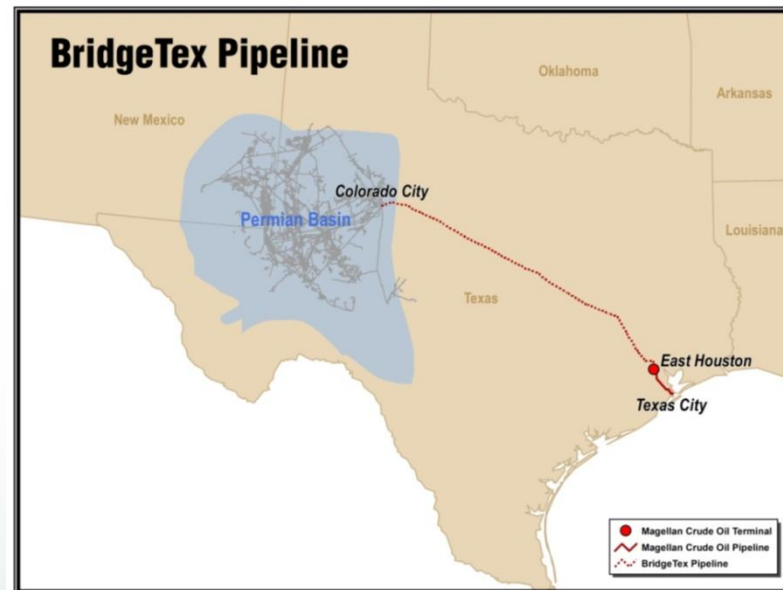 BridgeTex Pipeline
Oklahoma
Arkansas
New Mexico
Colorado City
Permian Basin
Louisiana
Texas
East Houston
Texas City
Magellan Crude Oil Terminal
Magellan Crude Oil Pipeline
BridgeTex Pipeline